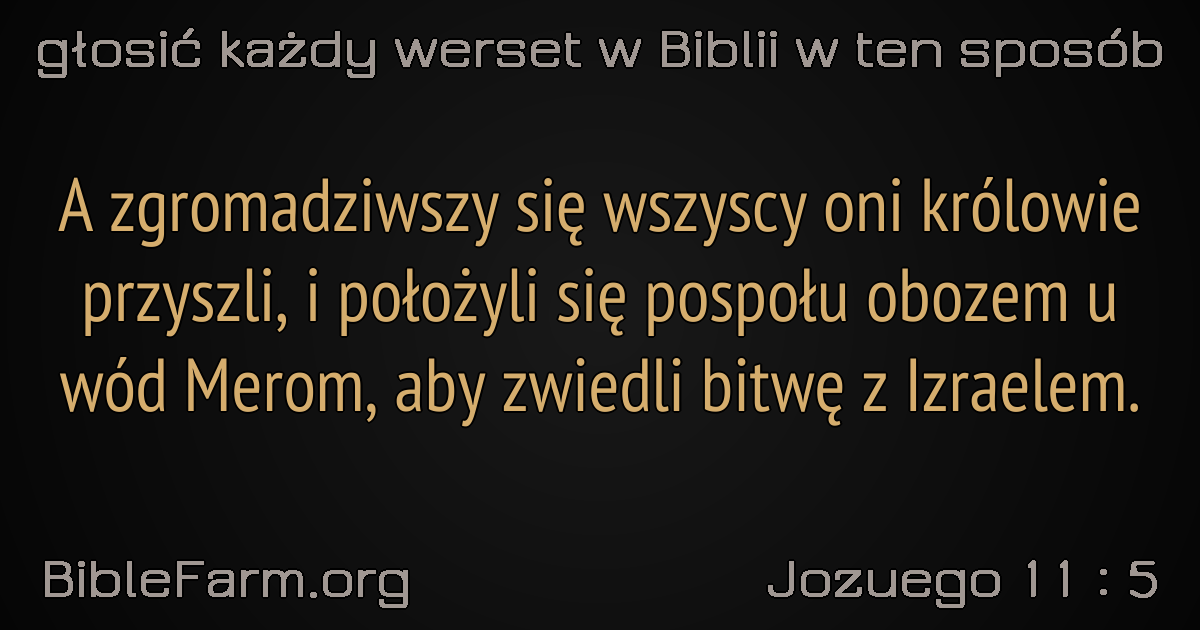 głosić każdy werset w Biblii w ten sposób
A zgromadziwszy się wszyscy oni królowie
przyszli, i położyli się pospołu obozem u
wód Merom, aby zwiedli bitwę z Izraelem.
BibleFarm.org
Jozuego 11 : 5